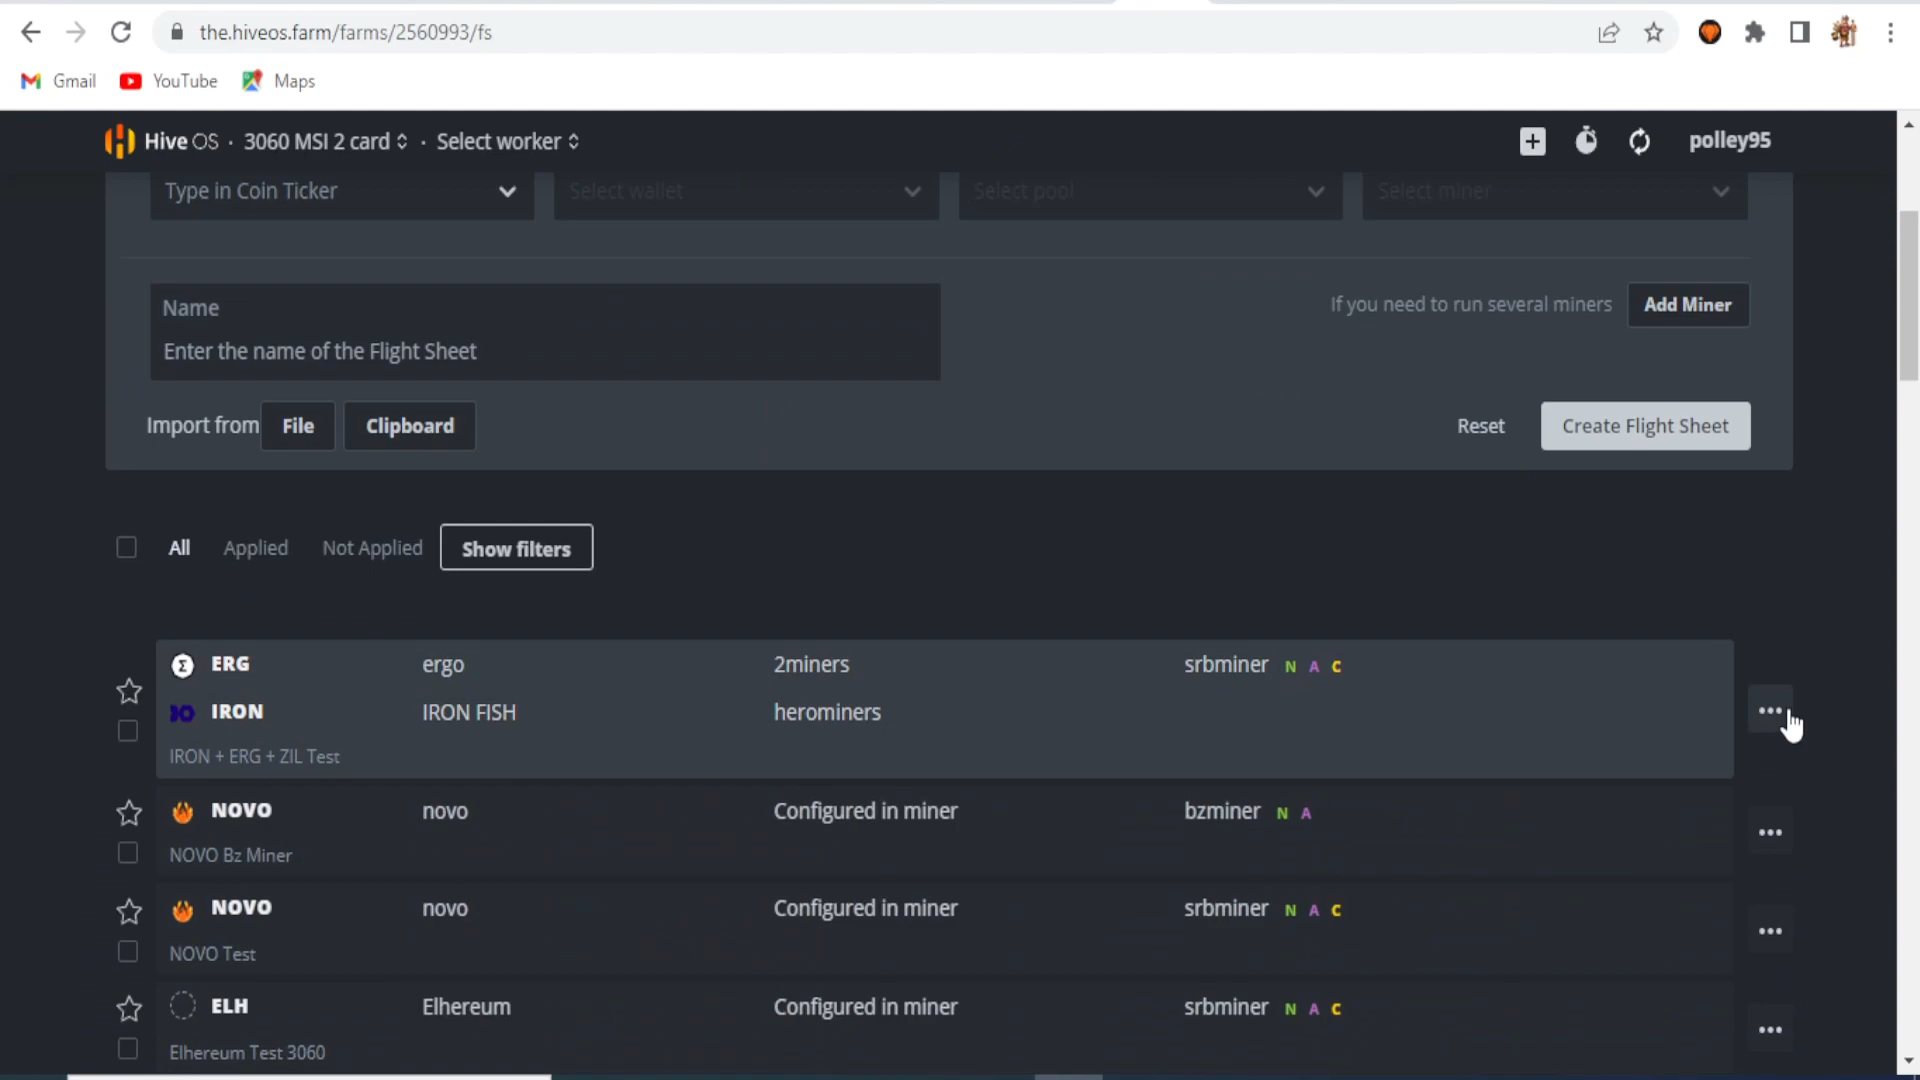 the.hiveos.farm/farms/2560993/fs
Gmail YouTube Maps
Hive OS · 3060 MSI 2 card · Select worker polley95
Type in Coin Ticker Select wallet Select pool Select miner
Name
Enter the name of the Flight Sheet
If you need to run several miners Add Miner
Import from File Clipboard Reset Create Flight Sheet
All Applied Not Applied Show filters
ERG ergo 2miners srbminer N A C
IRON IRON FISH herominers
IRON + ERG + ZIL Test
NOVO novo Configured in miner bzminer N A
NOVO Bz Miner
NOVO novo Configured in miner srbminer N A C
NOVO Test
ELH Elhereum Configured in miner srbminer N A C
Elhereum Test 3060